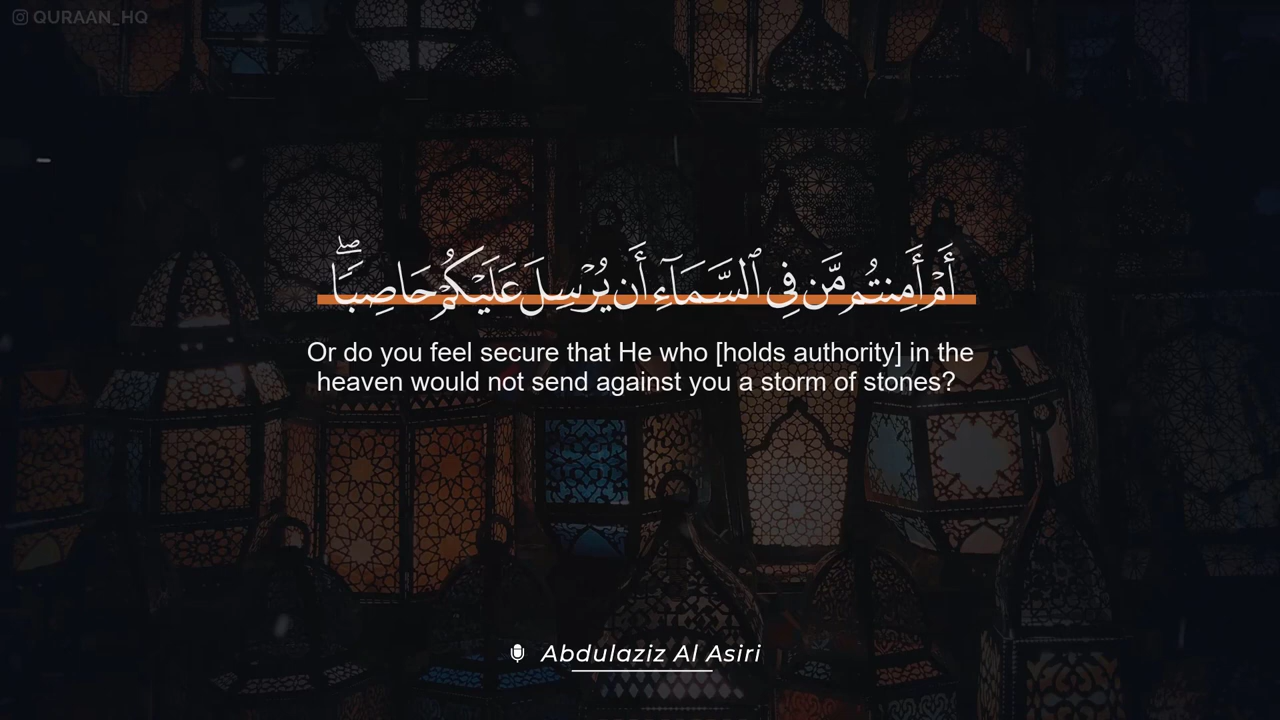 QURAAN_HQ
أَمْ أَمِنتُم مَّن فِى ٱلسَّمَآءِ أَن يُرْسِلَ عَلَيْكُمْ حَاصِبًۭا ۖ
Or do you feel secure that He who [holds authority] in the
heaven would not send against you a storm of stones?
Abdulaziz Al Asiri